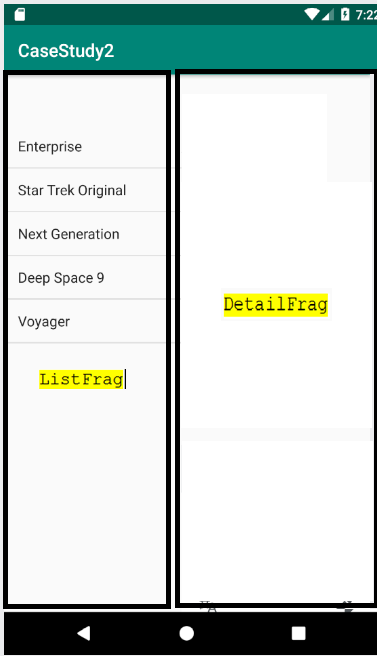 7:22
CaseStudy2
Enterprise
Star Trek Original
Next Generation
Deep Space 9
Voyager
ListFrag
DetailFrag